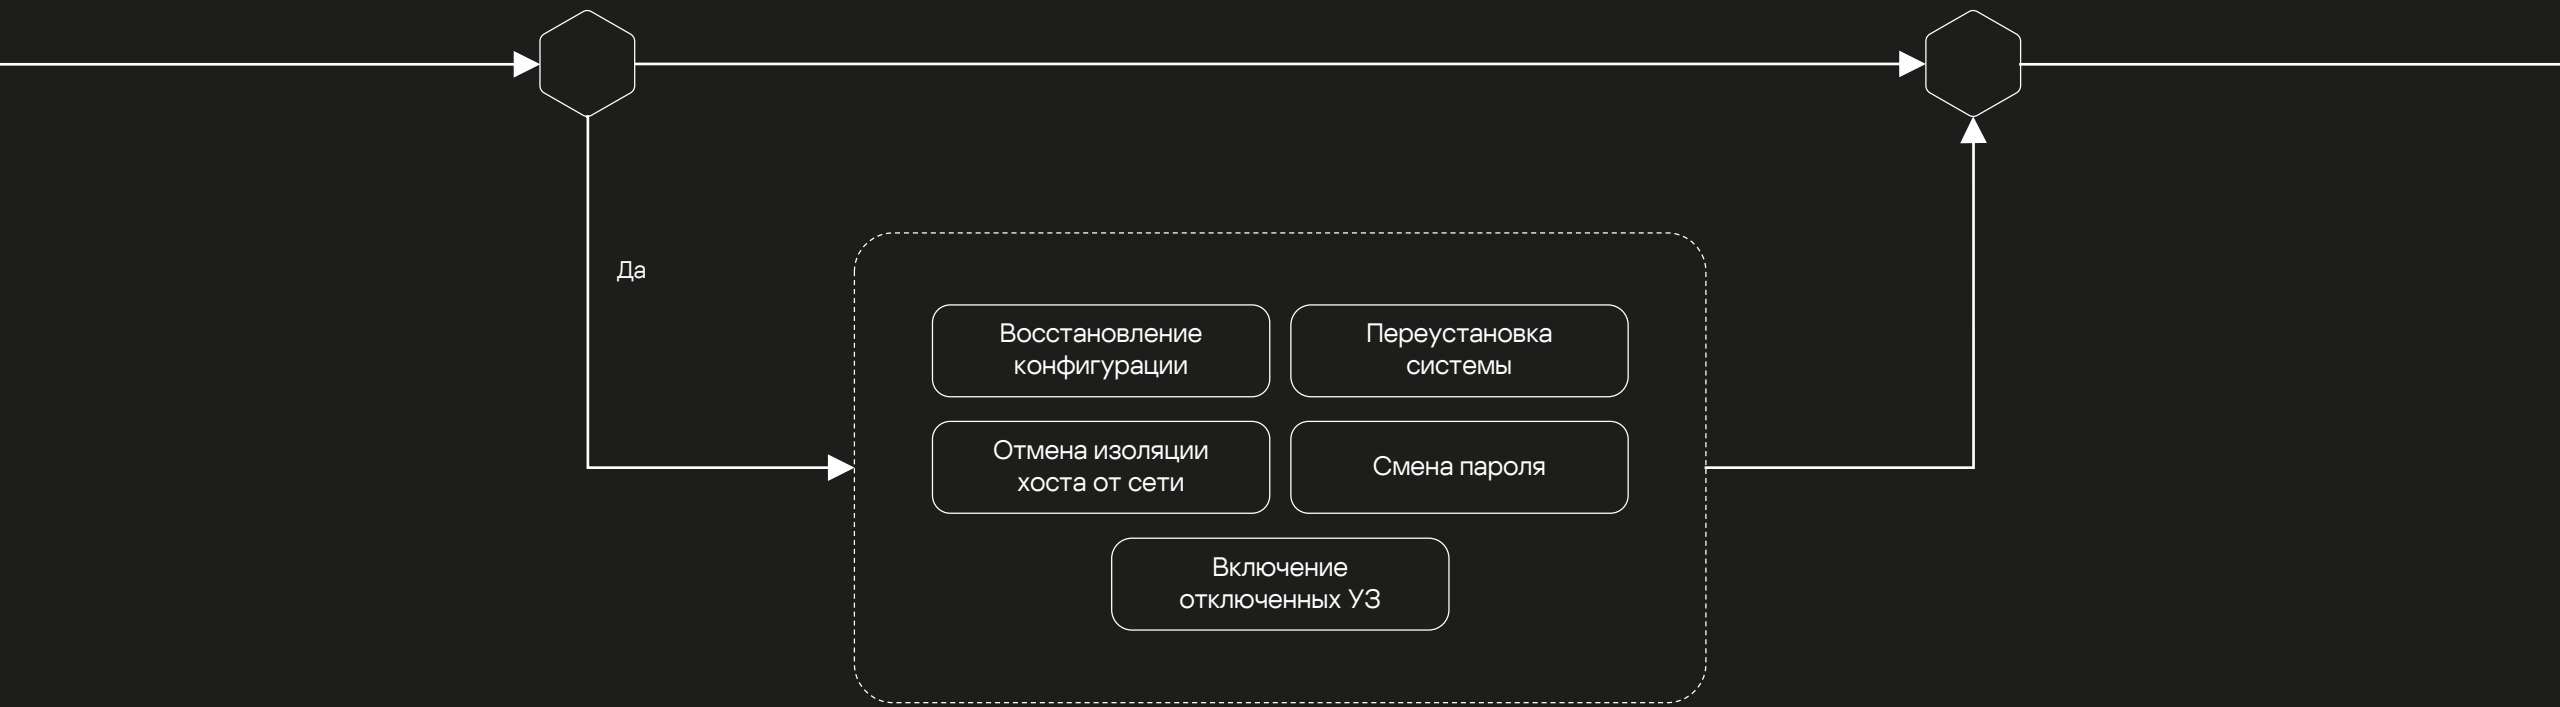 Да
Восстановление
конфигурации
Переустановка
системы
Отмена изоляции
хоста от сети
Смена пароля
Включение
отключенных УЗ